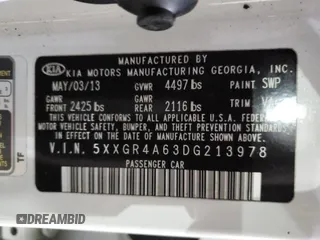 MANUFACTURED BY
KIA KIA MOTORS MANUFACTURING GEORGIA, INC.
MAY/03/13 GVWR 4497 lbs PAINT SWP
GAWR FRONT 2425 lbs GAWR REAR 2116 lbs TRIM
THIS VEHICLE CONFORMS TO ALL APPLICABLE U.S.A. FEDERAL
MOTOR VEHICLE SAFETY, BUMPER, AND THEFT PREVENTION
STANDARDS IN EFFECT ON THE DATE OF MANUFACTURE SHOWN ABOVE.
V.I.N. 5XXGR4A63DG213978
PASSENGER CAR
TF
DREAMBID